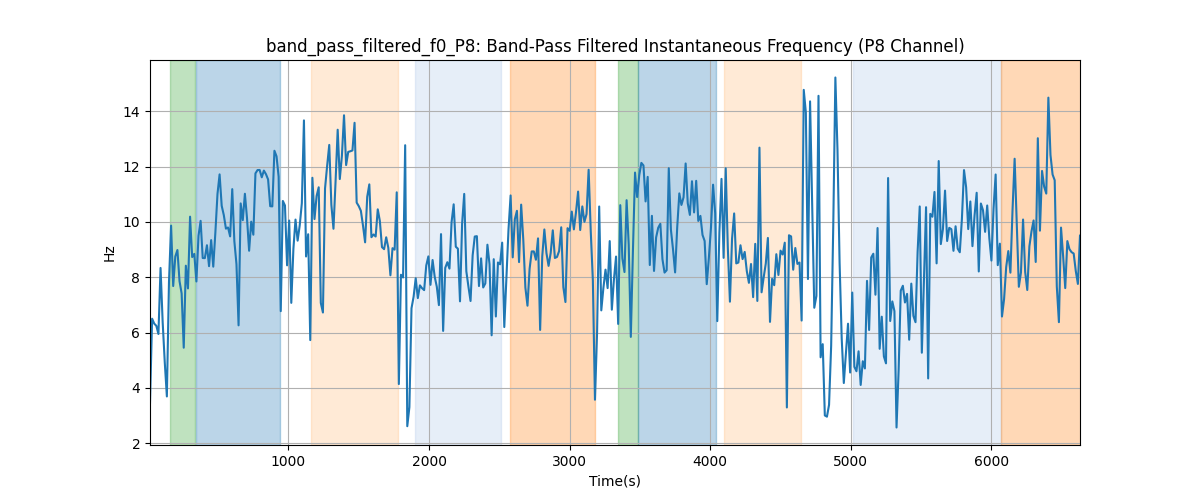 band_pass_filtered_f0_P8: Band-Pass Filtered Instantaneous Frequency (P8 Channel)
Hz
14
12
10
8
6
4
2
1000 2000 3000 4000 5000 6000
Time(s)